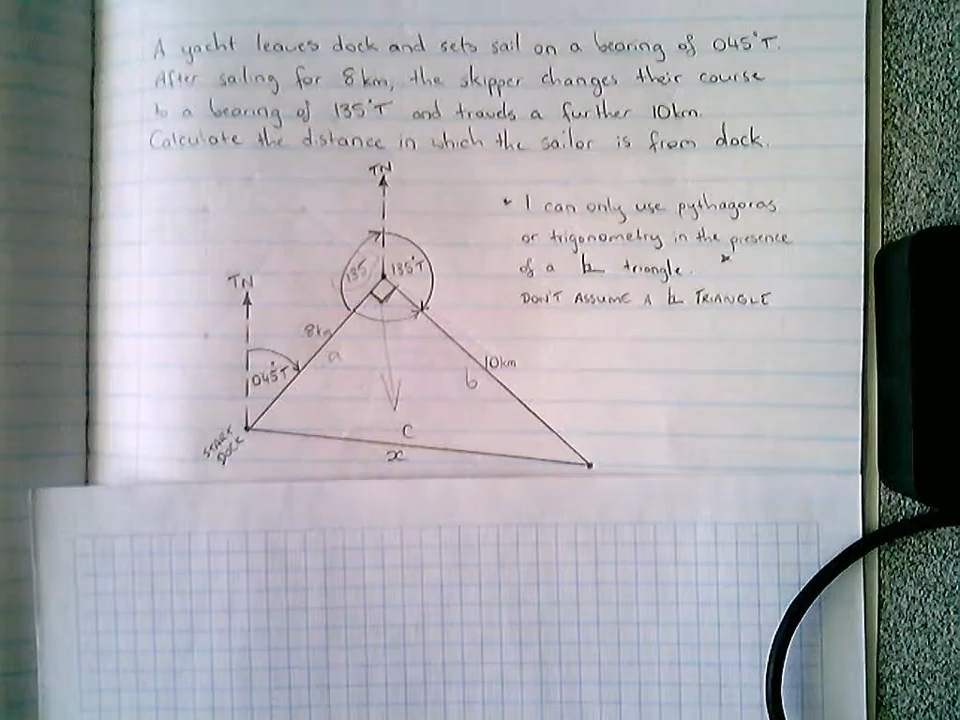 A yacht leaves dock and sets sail on a bearing of 045°T.
After sailing for 8km, the skipper changes their course
to a bearing of 135°T and travels a further 10km.
Calculate the distance in which the sailor is from dock.
TN
* I can only use pythagoras
or trigonometry in the presence
of a triangle. *
DON'T ASSUME A TRIANGLE
135 135°T
TN
8km
a
045°T
10km
b
START
DOCK
C
x